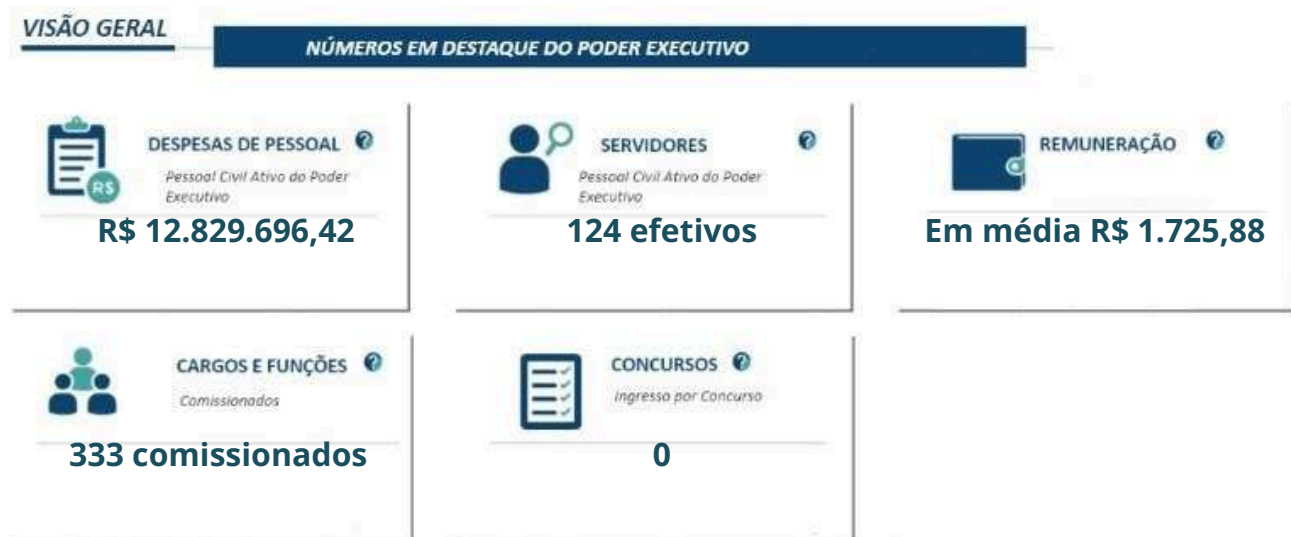 VISÃO GERAL
NÚMEROS EM DESTAQUE DO PODER EXECUTIVO
DESPESAS DE PESSOAL ?
Pessoal Civil Ativo do Poder
Executivo
R$
R$ 12.829.696,42
SERVIDORES ?
Pessoal Civil Ativo do Poder
Executivo
124 efetivos
REMUNERAÇÃO ?
Em média R$ 1.725,88
CARGOS E FUNÇÕES ?
Comissionados
333 comissionados
CONCURSOS ?
Ingresso por Concurso
0